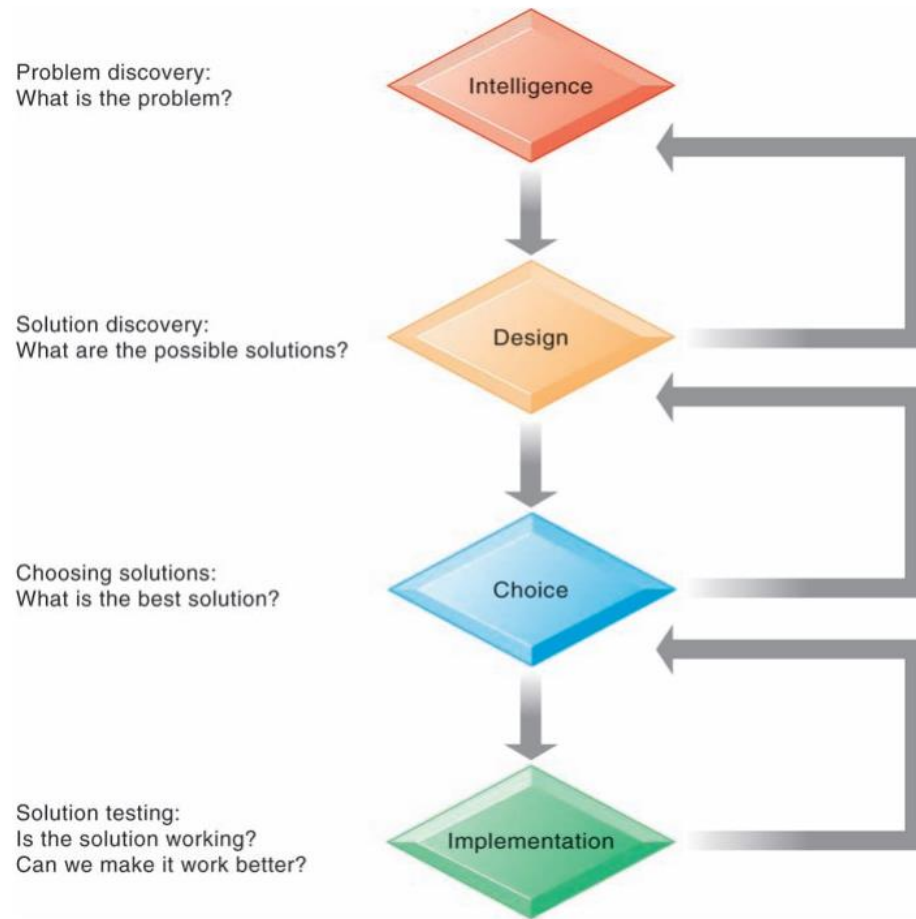 Problem discovery:
What is the problem?
Intelligence
Solution discovery:
What are the possible solutions?
Design
Choosing solutions:
What is the best solution?
Choice
Solution testing:
Is the solution working?
Can we make it work better?
Implementation